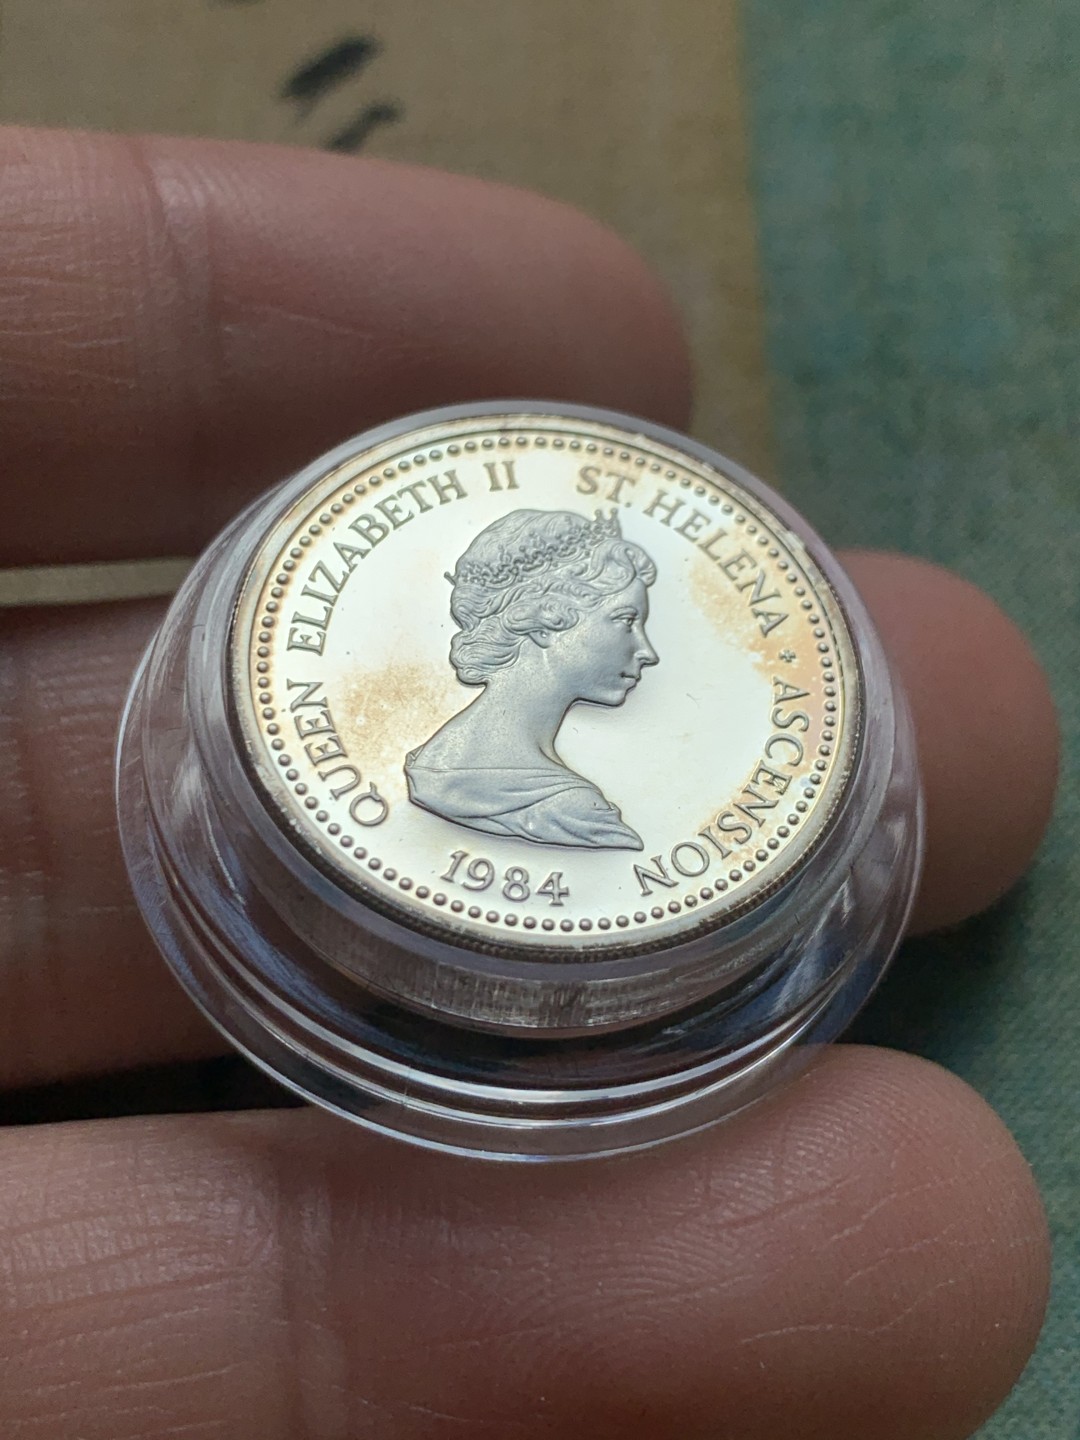 QUEEN ELIZABETH II ST. HELENA * ASCENSION
1984